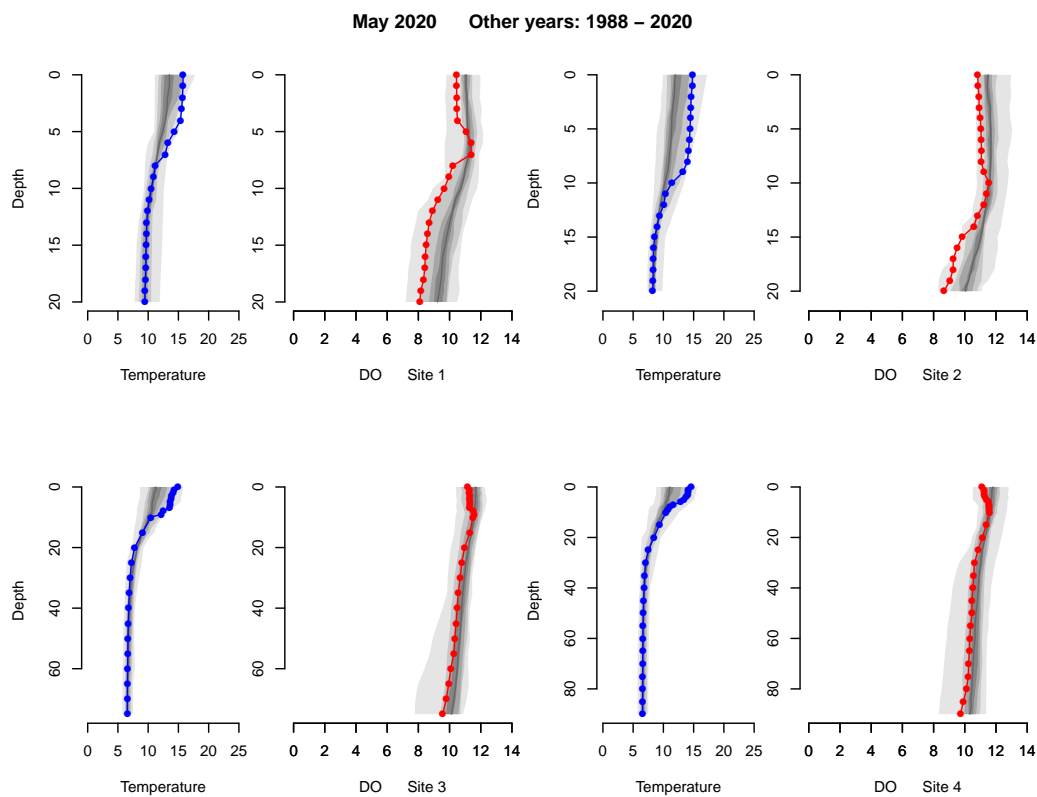 May 2020 Other years: 1988 – 2020
0 5 10 15 20
Depth
0 5 10 15 20 25
Temperature
0 5 10 15 20
0 2 4 6 8 10 12 14
DO Site 1
0 5 10 15 20
Depth
0 5 10 15 20 25
Temperature
0 5 10 15 20
0 2 4 6 8 10 12 14
DO Site 2
0 20 40 60
Depth
0 5 10 15 20 25
Temperature
0 20 40 60
0 2 4 6 8 10 12 14
DO Site 3
0 20 40 60 80
Depth
0 5 10 15 20 25
Temperature
0 20 40 60 80
0 2 4 6 8 10 12 14
DO Site 4